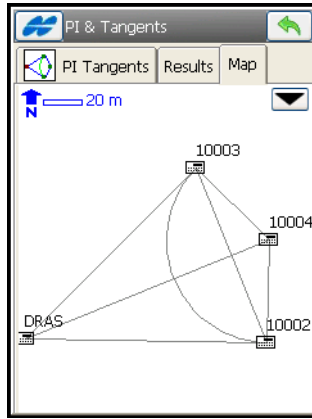 PI & Tangents
PI Tangents Results Map
20 m
N
10003
10004
DRAS
10002